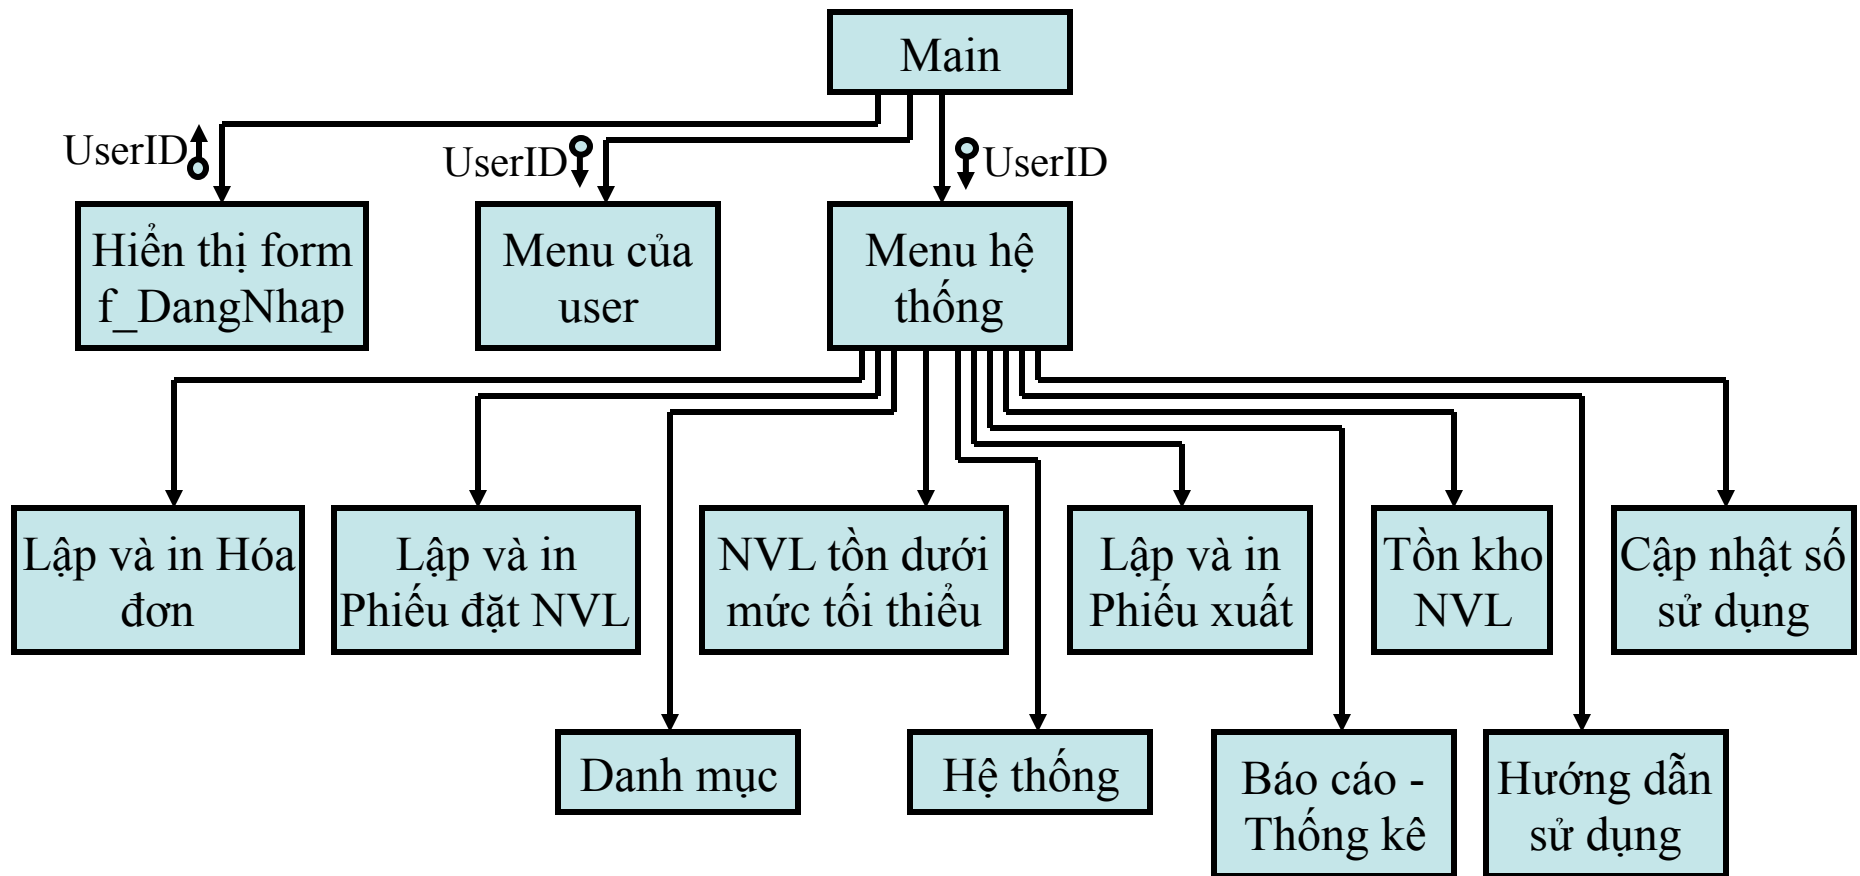 Main
UserID
UserID
UserID
Hiển thị form
f_DangNhap
Menu của
user
Menu hệ
thống
Lập và in Hóa
đơn
Lập và in
Phiếu đặt NVL
NVL tồn dưới
mức tối thiểu
Lập và in
Phiếu xuất
Tồn kho
NVL
Cập nhật số
sử dụng
Danh mục
Hệ thống
Báo cáo -
Thống kê
Hướng dẫn
sử dụng